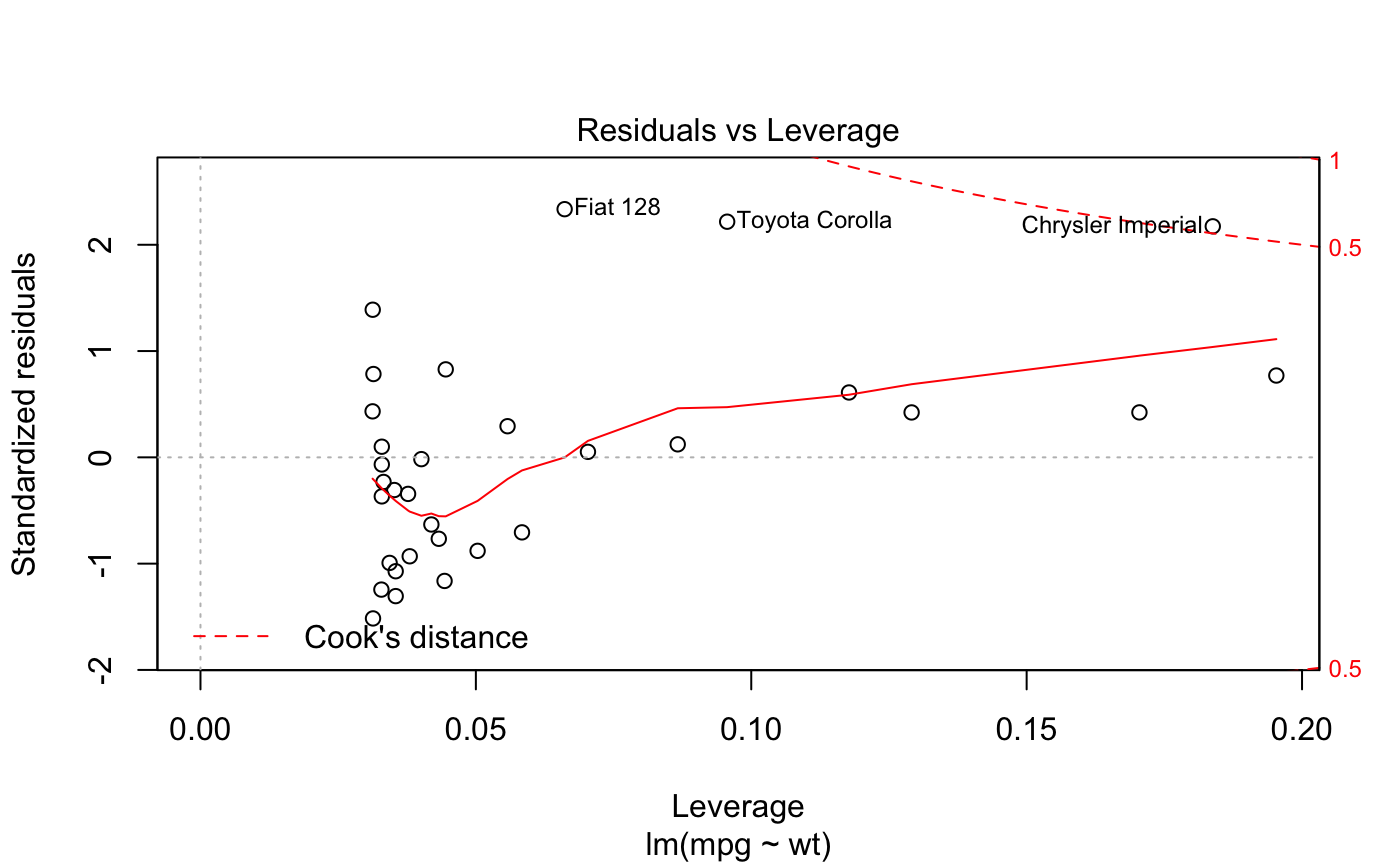 Residuals vs Leverage
1
Fiat 128
Toyota Corolla
Chrysler Imperial
0.5
2
1
0
-1
-2
Standardized residuals
Cook's distance
0.5
0.00 0.05 0.10 0.15 0.20
Leverage
lm(mpg ~ wt)